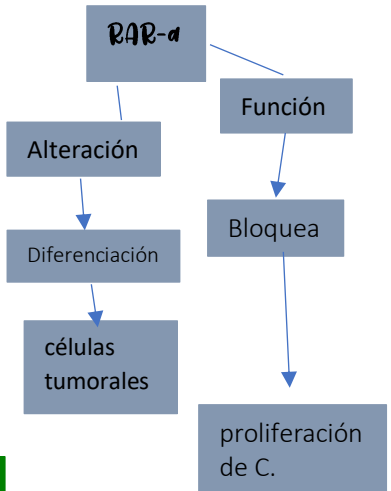 RAR-α
Función
Alteración
Bloquea
Diferenciación
células
tumorales
proliferación
de C.